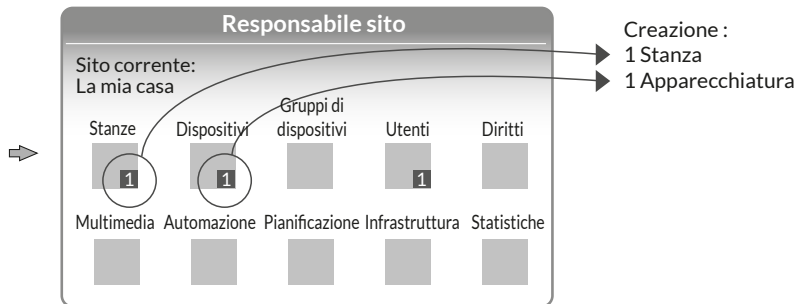 Responsabile sito
Sito corrente:
La mia casa
Creazione :
1 Stanza
1 Apparecchiatura
Stanze
Dispositivi
Gruppi di
dispositivi
Utenti
Diritti
1
1
1
Multimedia
Automazione
Pianificazione
Infrastruttura
Statistiche